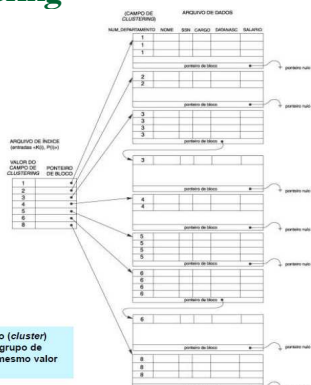 ing
(CAMPO DE
CLUSTERING)
ARQUIVO DE DADOS
NUM_DEPARTAMENTO NOME SSN CARGO DATANASC SALARIO
1
1
1
ponteiro de bloco
ponteiro nulo
2
2
ponteiro de bloco
ponteiro nulo
3
3
3
3
ponteiro de bloco
3
ponteiro de bloco
ponteiro nulo
4
4
ponteiro de bloco
ponteiro nulo
5
5
5
5
ponteiro de bloco
ponteiro nulo
6
6
6
6
ponteiro de bloco
6
ponteiro de bloco
ponteiro nulo
8
8
8
ponteiro de bloco
ponteiro nulo
ARQUIVO DE ÍNDICE
(entradas <K(i), P(i)>)
VALOR DO
CAMPO DE
CLUSTERING
PONTEIRO
DE BLOCO
1
2
3
4
5
6
8
o (cluster)
grupo de
mesmo valor